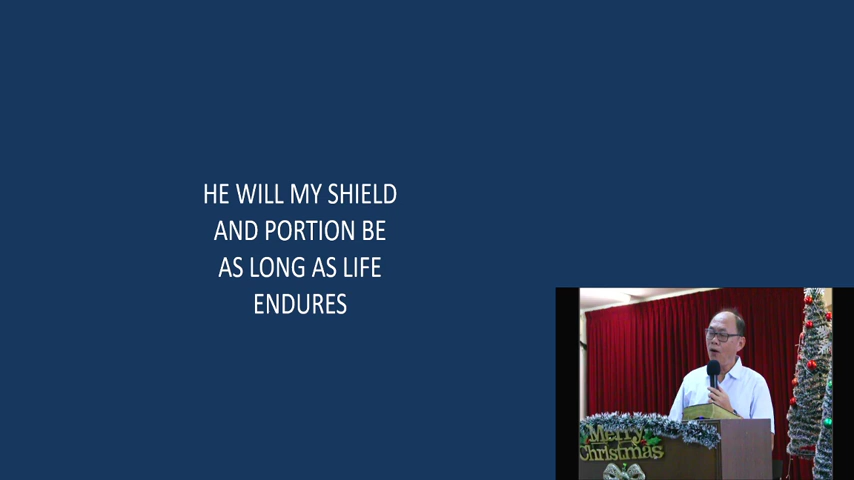 HE WILL MY SHIELD
AND PORTION BE
AS LONG AS LIFE
ENDURES
Merry
Christmas